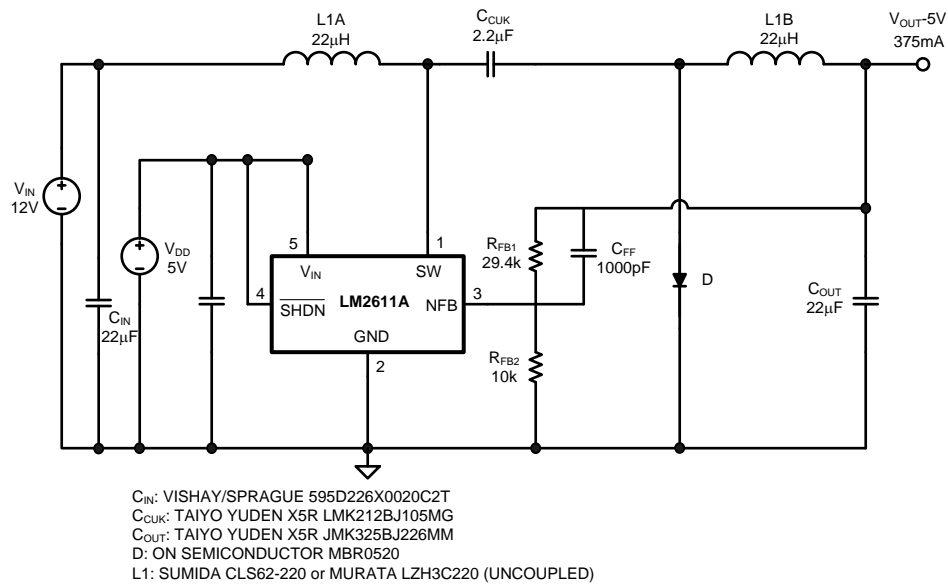 L1A
22μH
CCUK
2.2μF
L1B
22μH
VOUT-5V
375mA
VIN
12V
VDD
5V
CIN
22μF
5
VIN
1
SW
4
SHDN
LM2611A
NFB
3
GND
2
RFB1
29.4k
CFF
1000pF
RFB2
10k
D
COUT
22μF
CIN: VISHAY/SPRAGUE 595D226X0020C2T
CCUK: TAIYO YUDEN X5R LMK212BJ105MG
COUT: TAIYO YUDEN X5R JMK325BJ226MM
D: ON SEMICONDUCTOR MBR0520
L1: SUMIDA CLS62-220 or MURATA LZH3C220 (UNCOUPLED)